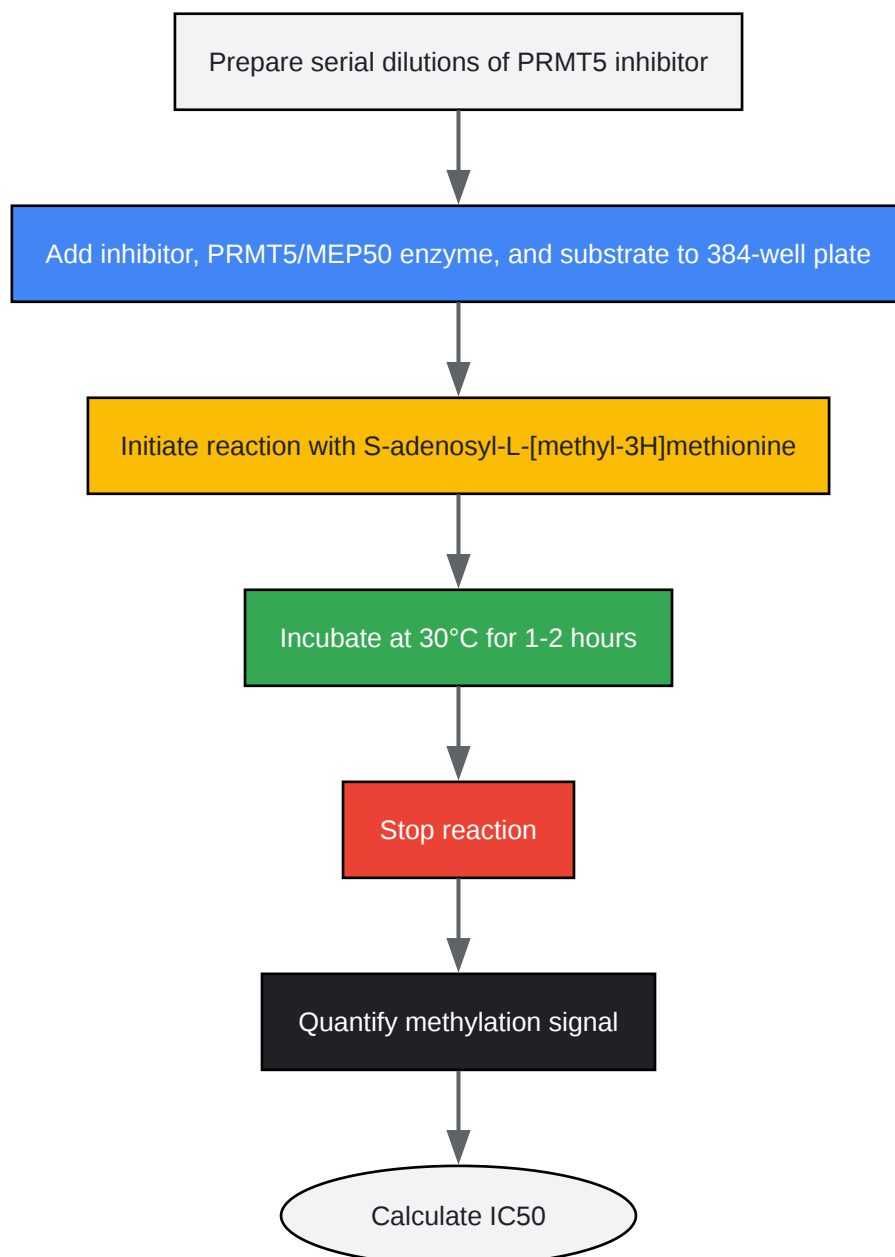 Prepare serial dilutions of PRMT5 inhibitor
Add inhibitor, PRMT5/MEP50 enzyme, and substrate to 384-well plate
Initiate reaction with S-adenosyl-L-[methyl-3H]methionine
Incubate at 30°C for 1-2 hours
Stop reaction
Quantify methylation signal
Calculate IC50